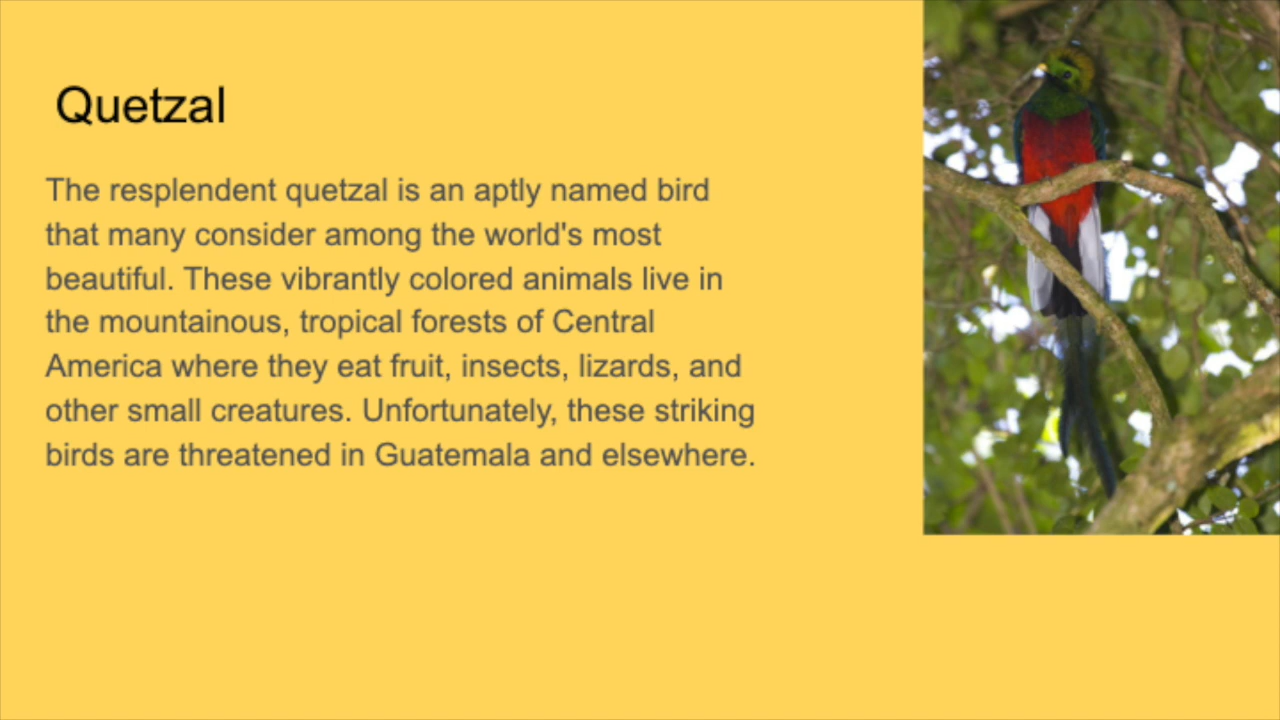 Quetzal
The resplendent quetzal is an aptly named bird
that many consider among the world's most
beautiful. These vibrantly colored animals live in
the mountainous, tropical forests of Central
America where they eat fruit, insects, lizards, and
other small creatures. Unfortunately, these striking
birds are threatened in Guatemala and elsewhere.